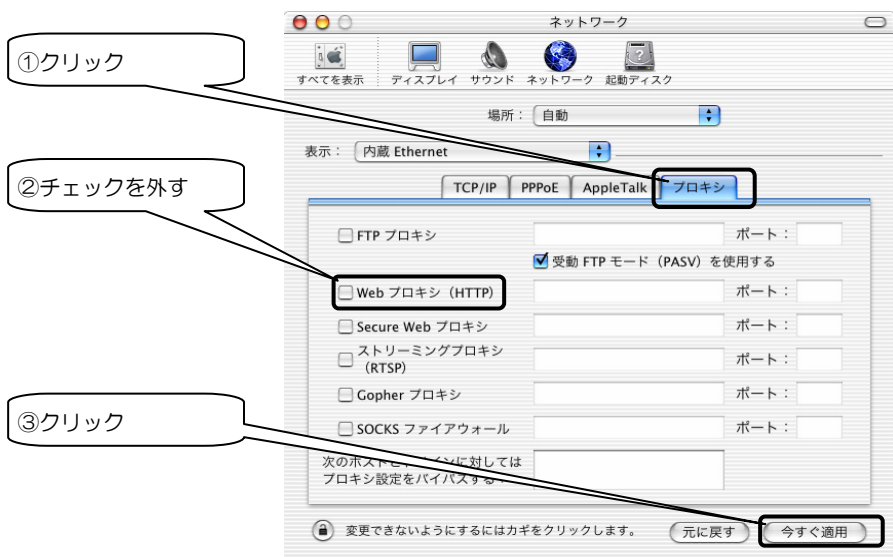 ネットワーク
①クリック
すべてを表示 ディスプレイ サウンド ネットワーク 起動ディスク
場所： 自動
表示： 内蔵 Ethernet
②チェックを外す
TCP/IP PPPoE AppleTalk プロキシ
FTP プロキシ ポート：
受動 FTP モード（PASV）を使用する
Web プロキシ（HTTP） ポート：
Secure Web プロキシ ポート：
ストリーミングプロキシ
（RTSP） ポート：
Gopher プロキシ ポート：
③クリック
SOCKS ファイアウォール ポート：
次のホストとドメインに対しては
プロキシ設定をバイパスする：
変更できないようにするにはカギをクリックします。 元に戻す 今すぐ適用